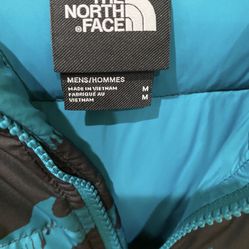 THE
NORTH
FACE
MENS/HOMMES
MADE IN VIETNAM M
FABRIQUÉ AU M
VIETNAM